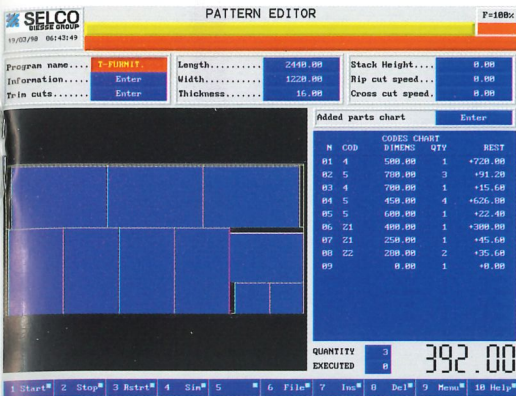 SELCO
BIESSE GROUP
PATTERN EDITOR
F=100%
19/03/90 06:43:49
Program name.... T-FURNIT.
Information..... Enter
Trim cuts....... Enter
Length.......... 2440.00
Width........... 1220.00
Thickness....... 16.00
Stack Height.... 0.00
Rip cut speed... 0.00
Cross cut speed. 0.00
Added parts chart Enter
CODES CHART
N COD DIMENS QTY REST
01 4 500.00 1 +720.00
02 5 780.00 3 +91.20
03 4 700.00 1 +15.60
04 5 450.00 4 +626.80
05 5 600.00 1 +22.40
06 Z1 400.00 1 +300.00
07 Z1 250.00 1 +45.60
08 Z2 280.00 2 +35.60
09 0.00 1 +0.00
QUANTITY 3
EXECUTED 0
392.00
1 Start 2 Stop 3 Rstrt 4 Sin 5 6 File 7 Ins 8 Del 9 Menu 10 Help